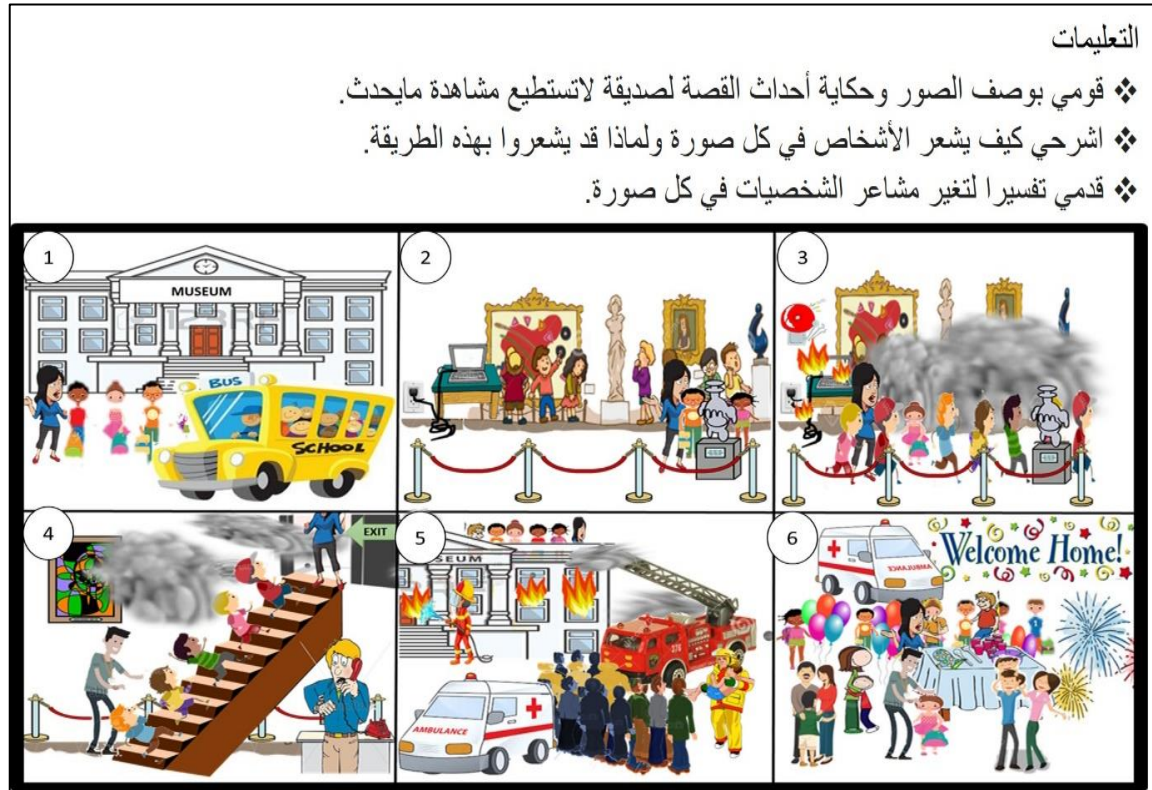 التعليمات
❖ قومي بوصف الصور وحكاية أحداث القصة لصديقة لاتستطيع مشاهدة مايحدث.
❖ اشرحي كيف يشعر الأشخاص في كل صورة ولماذا قد يشعروا بهذه الطريقة.
❖ قدمي تفسيرا لتغير مشاعر الشخصيات في كل صورة.
1
MUSEUM
BUS
SCHOOL
2
3
4
EXIT
5
SEUM
276
AMBULANCE
6
AMBULANCE
Welcome Home!